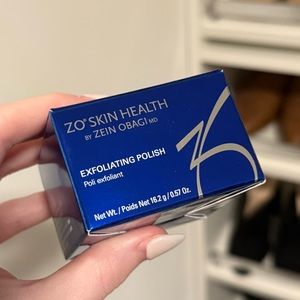 ZO® SKIN HEALTH
BY ZEIN OBAGI MD
EXFOLIATING POLISH
Poli exfoliant
Net Wt. / Poids Net 16.2 g / 0.57 Oz.